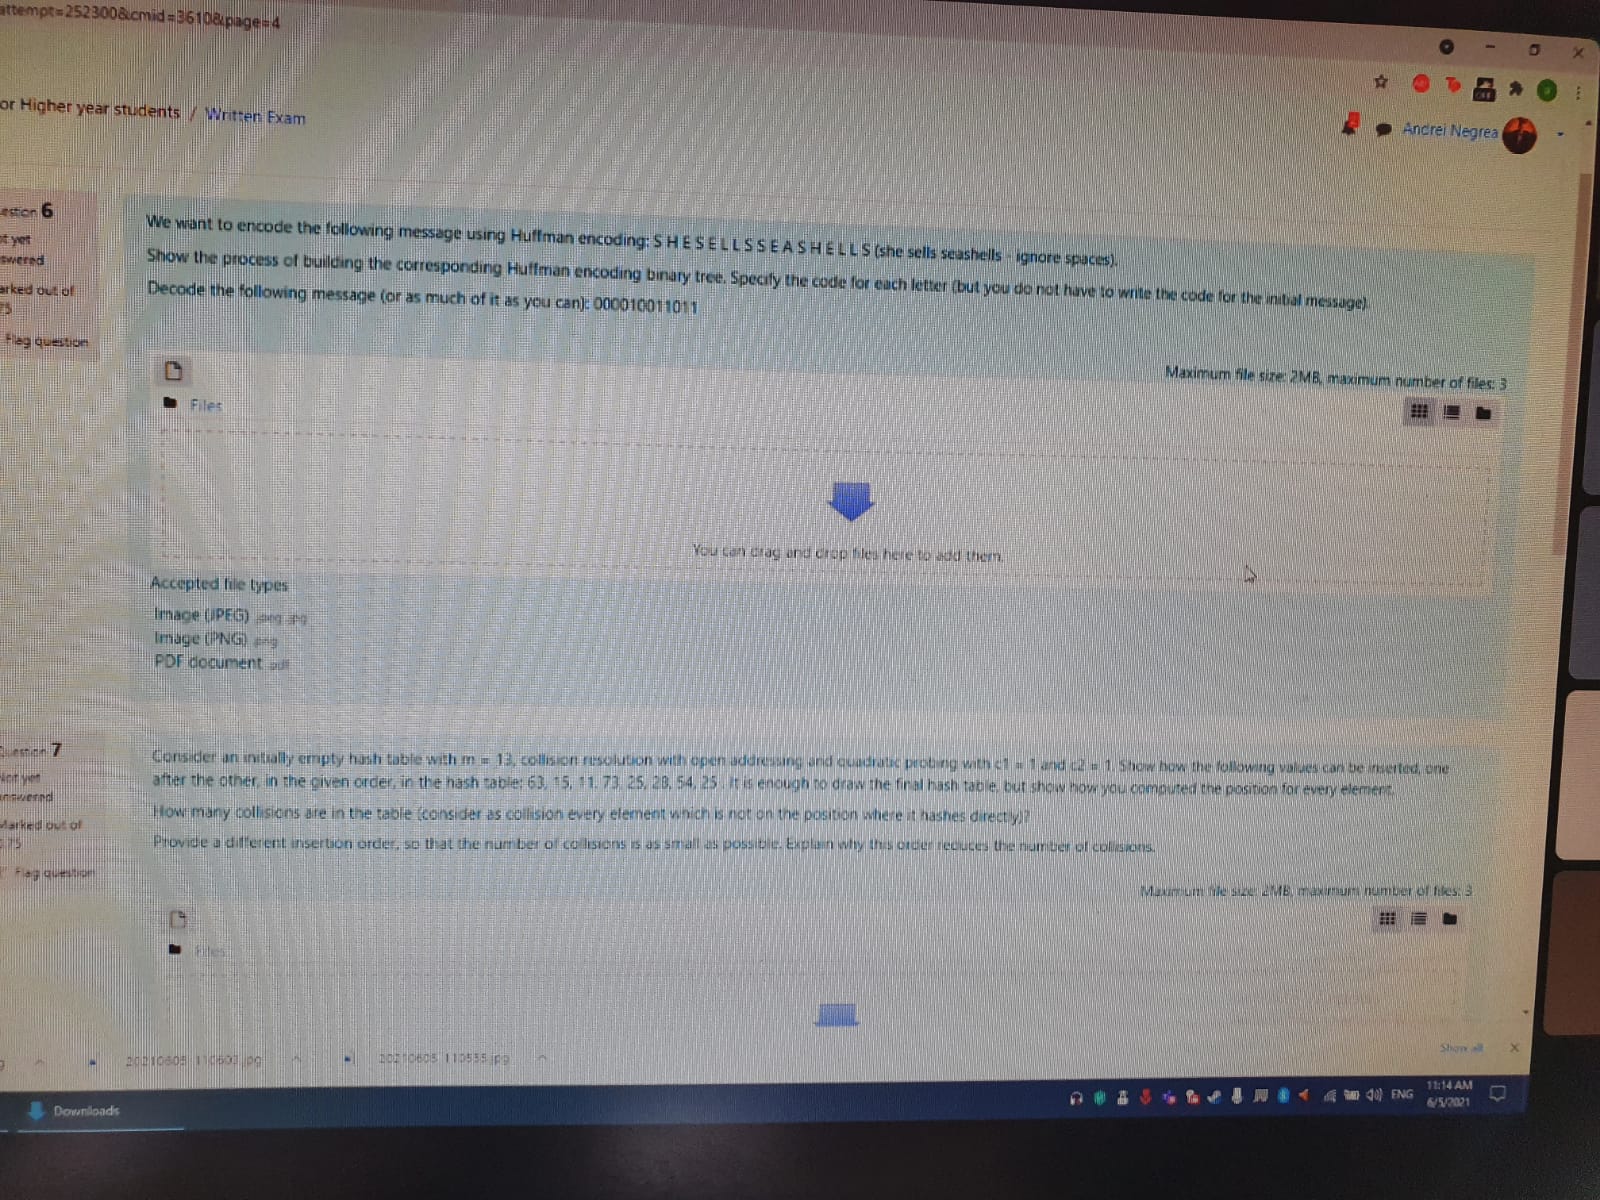 attempt=252300&cmid=3610&page=4
or Higher year students / Written Exam
Andrei Negrea
estion 6
ot yet
swered
arked out of
75
Flag question
We want to encode the following message using Huffman encoding: S H E S E L L S S E A S H E L L S (she sells seashells - ignore spaces).
Show the process of building the corresponding Huffman encoding binary tree. Specify the code for each letter (but you do not have to write the code for the initial message)
Decode the following message (or as much of it as you can): 000010011011
Maximum file size: 2MB, maximum number of files: 3
Files
You can drag and drop files here to add them.
Accepted file types
Image (JPEG) .jpeg .jpg
Image (PNG) .png
PDF document .pdf
Question 7
Not yet
answered
Marked out of
Flag question
Consider an initially empty hash table with m = 13, collision resolution with open addressing and quadratic probing with c1 = 1 and c2 = 1. Show how the following values can be inserted, one
after the other, in the given order, in the hash table: 63, 15, 11, 73, 25, 28, 54, 25 . It is enough to draw the final hash table, but show how you computed the position for every element.
How many collisions are in the table (consider as collision every element which is not on the position where it hashes directly)?
Provide a different insertion order, so that the number of collisions is as small as possible. Explain why this order reduces the number of collisions.
Maximum file size: 2MB, maximum number of files: 3
Files
20210605_110603.jpg
20210605_110555.jpg
Show all
Downloads
ENG
11:14 AM
6/5/2021